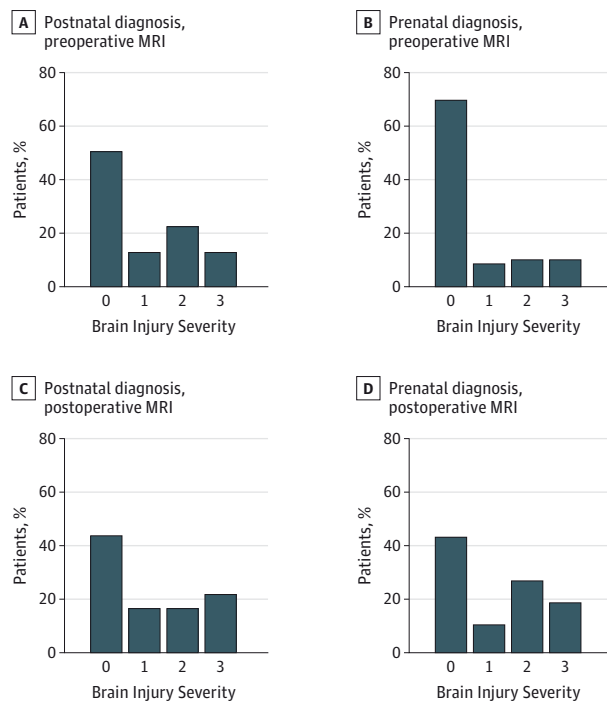 A Postnatal diagnosis,
preoperative MRI
80
60
40
20
0
Patients, %
0 1 2 3
Brain Injury Severity
B Prenatal diagnosis,
preoperative MRI
80
60
40
20
0
Patients, %
0 1 2 3
Brain Injury Severity
C Postnatal diagnosis,
postoperative MRI
80
60
40
20
0
Patients, %
0 1 2 3
Brain Injury Severity
D Prenatal diagnosis,
postoperative MRI
80
60
40
20
0
Patients, %
0 1 2 3
Brain Injury Severity